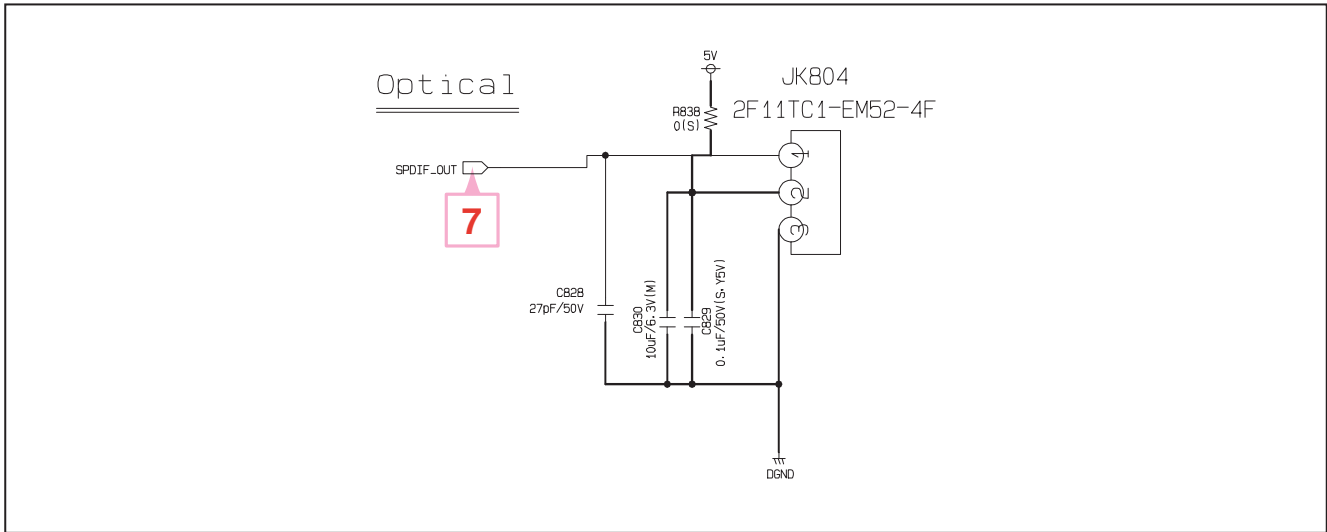 Optical
5V
JK804
2F11TC1-EM52-4F
R838
0(S)
SPDIF_OUT
7
1
2
3
C828
27pF/50V
C830
10uF/6.3V(M)
C829
0.1uF/50V(S,Y5V)
DGND